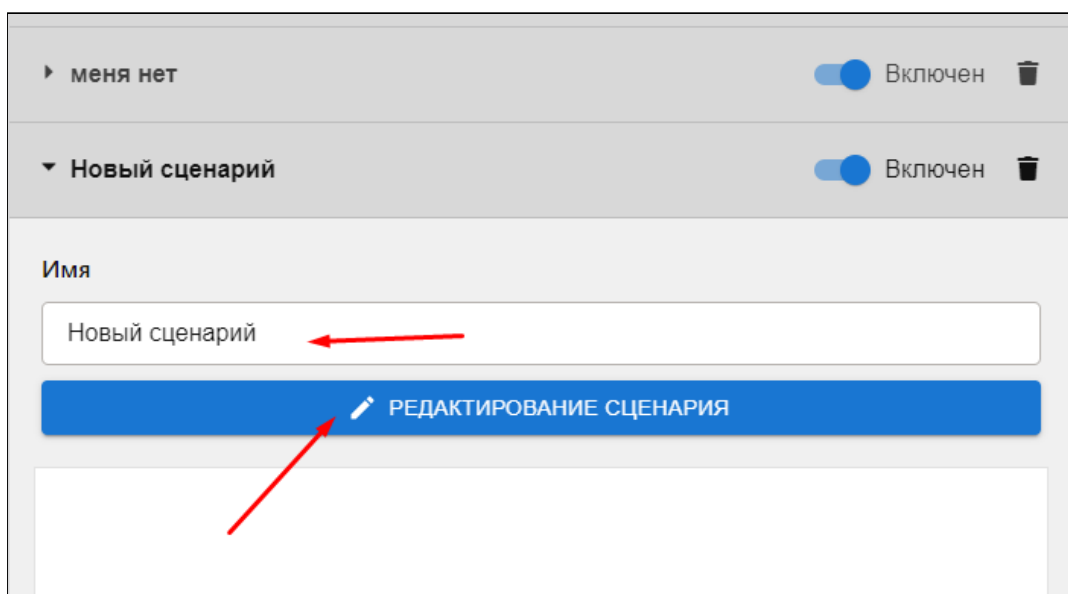 меня нет Включен
Новый сценарий Включен
Имя
Новый сценарий
РЕДАКТИРОВАНИЕ СЦЕНАРИЯ